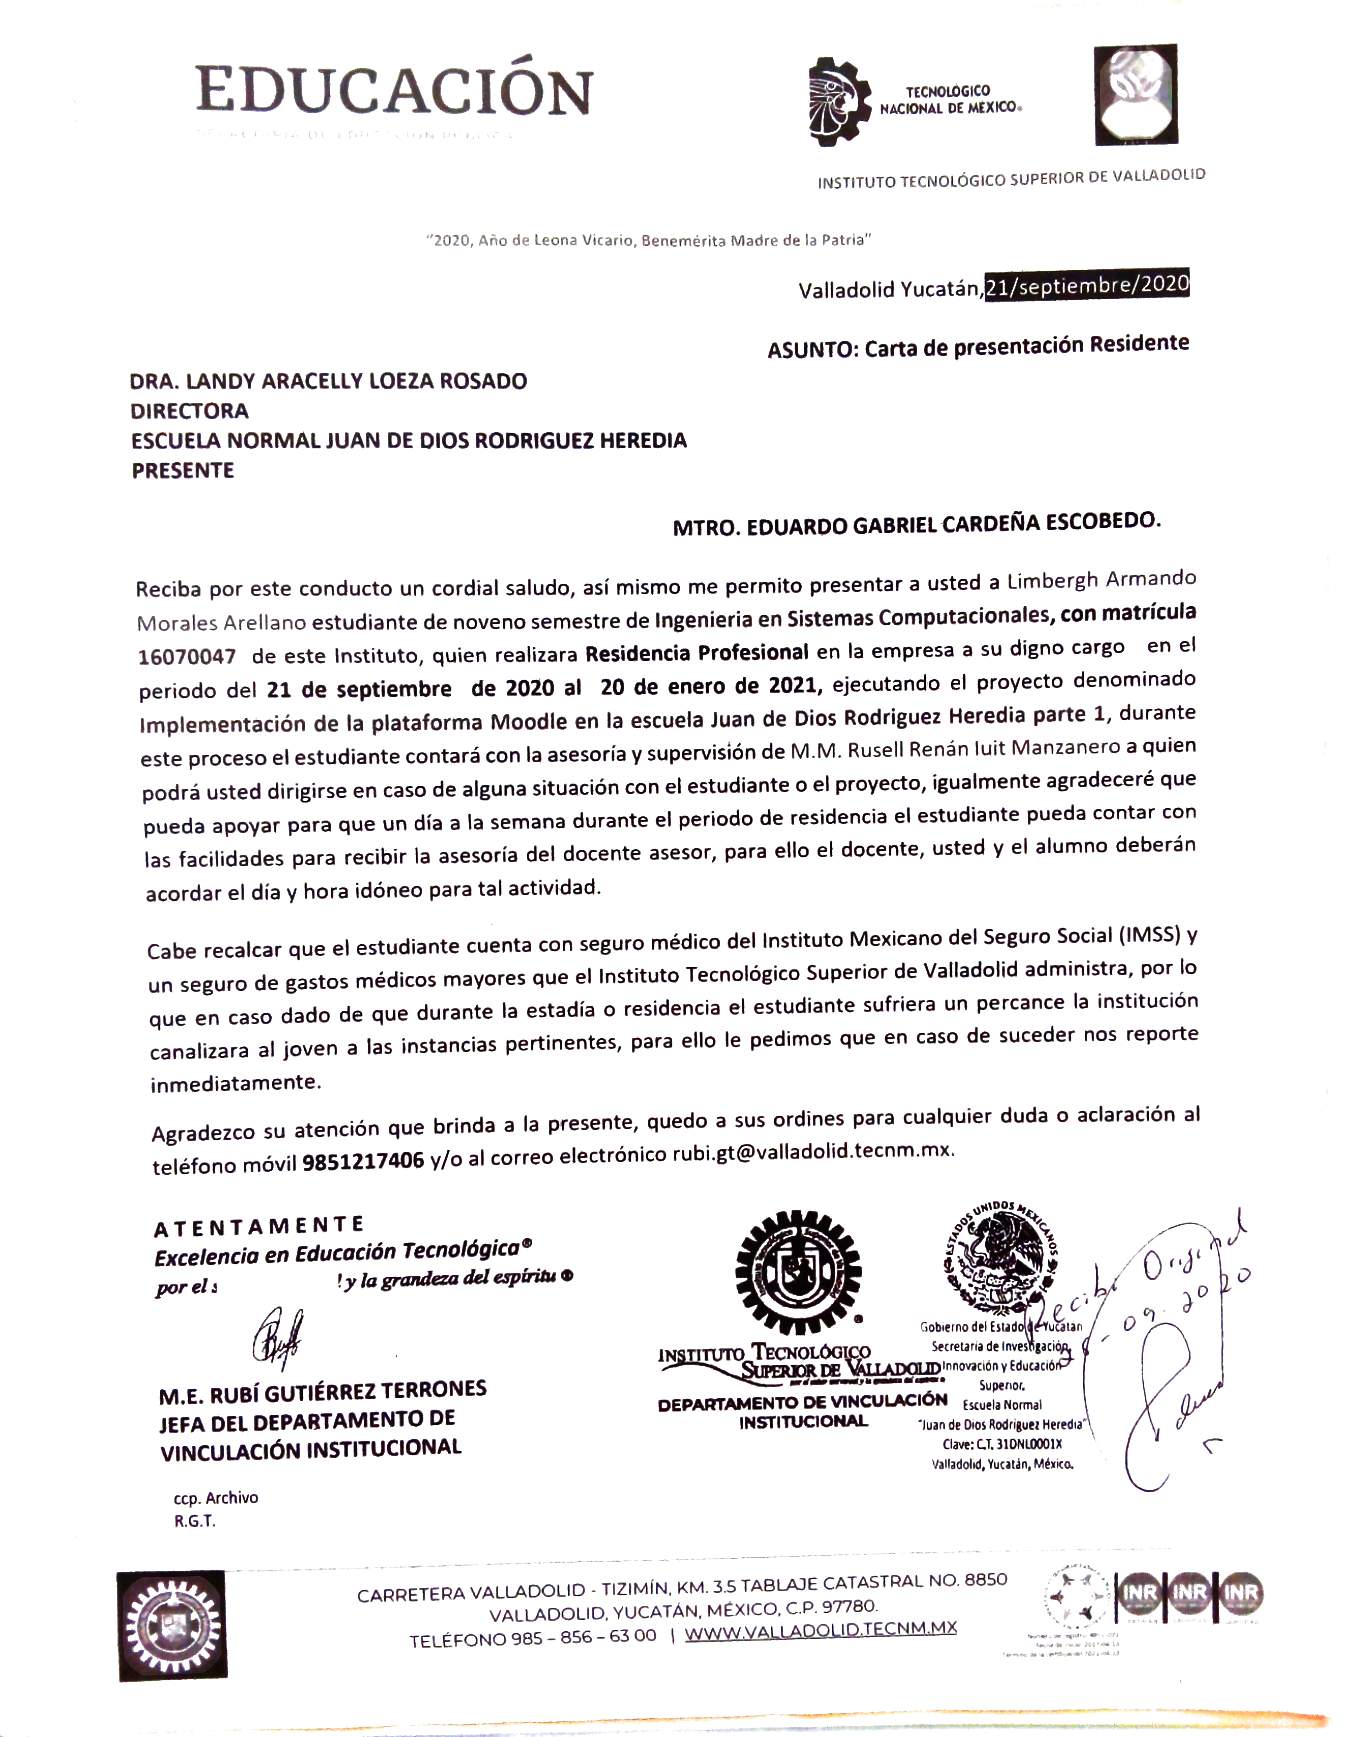 EDUCACIÓN
TECNOLÓGICO
NACIONAL DE MÉXICO®
INSTITUTO TECNOLÓGICO SUPERIOR DE VALLADOLID
"2020, Año de Leona Vicario, Benemérita Madre de la Patria"
Valladolid Yucatán,21/septiembre/2020
ASUNTO: Carta de presentación Residente
DRA. LANDY ARACELLY LOEZA ROSADO
DIRECTORA
ESCUELA NORMAL JUAN DE DIOS RODRIGUEZ HEREDIA
PRESENTE
MTRO. EDUARDO GABRIEL CARDEÑA ESCOBEDO.
Reciba por este conducto un cordial saludo, así mismo me permito presentar a usted a Limbergh Armando
Morales Arellano estudiante de noveno semestre de Ingenieria en Sistemas Computacionales, con matrícula
16070047 de este Instituto, quien realizara Residencia Profesional en la empresa a su digno cargo en el
periodo del 21 de septiembre de 2020 al 20 de enero de 2021, ejecutando el proyecto denominado
Implementación de la plataforma Moodle en la escuela Juan de Dios Rodriguez Heredia parte 1, durante
este proceso el estudiante contará con la asesoría y supervisión de M.M. Rusell Renán Iuit Manzanero a quien
podrá usted dirigirse en caso de alguna situación con el estudiante o el proyecto, igualmente agradeceré que
pueda apoyar para que un día a la semana durante el periodo de residencia el estudiante pueda contar con
las facilidades para recibir la asesoría del docente asesor, para ello el docente, usted y el alumno deberán
acordar el día y hora idóneo para tal actividad.
Cabe recalcar que el estudiante cuenta con seguro médico del Instituto Mexicano del Seguro Social (IMSS) y
un seguro de gastos médicos mayores que el Instituto Tecnológico Superior de Valladolid administra, por lo
que en caso dado de que durante la estadía o residencia el estudiante sufriera un percance la institución
canalizara al joven a las instancias pertinentes, para ello le pedimos que en caso de suceder nos reporte
inmediatamente.
Agradezco su atención que brinda a la presente, quedo a sus ordines para cualquier duda o aclaración al
teléfono móvil 9851217406 y/o al correo electrónico rubi.gt@valladolid.tecnm.mx.
ATENTAMENTE
Excelencia en Educación Tecnológica®
por el y la grandeza del espíritu ®
M.E. RUBÍ GUTIÉRREZ TERRONES
JEFA DEL DEPARTAMENTO DE
VINCULACIÓN INSTITUCIONAL
ccp. Archivo
R.G.T.
INSTITUTO TECNOLÓGICO
SUPERIOR DE VALLADOLID
DEPARTAMENTO DE VINCULACIÓN
INSTITUCIONAL
ESTADOS UNIDOS MEXICANOS
Gobierno del Estado de Yucatán
Secretaria de Investigación,
Innovación y Educación
Superior.
Escuela Normal
"Juan de Dios Rodríguez Heredia"
Clave: C.T. 31DNL0001X
Valladolid, Yucatán, México.
Recibí Original
09. 2020
CARRETERA VALLADOLID - TIZIMÍN, KM. 3.5 TABLAJE CATASTRAL NO. 8850
VALLADOLID, YUCATÁN, MÉXICO, C.P. 97780.
TELÉFONO 985 – 856 – 63 00 | WWW.VALLADOLID.TECNM.MX
INR INR INR